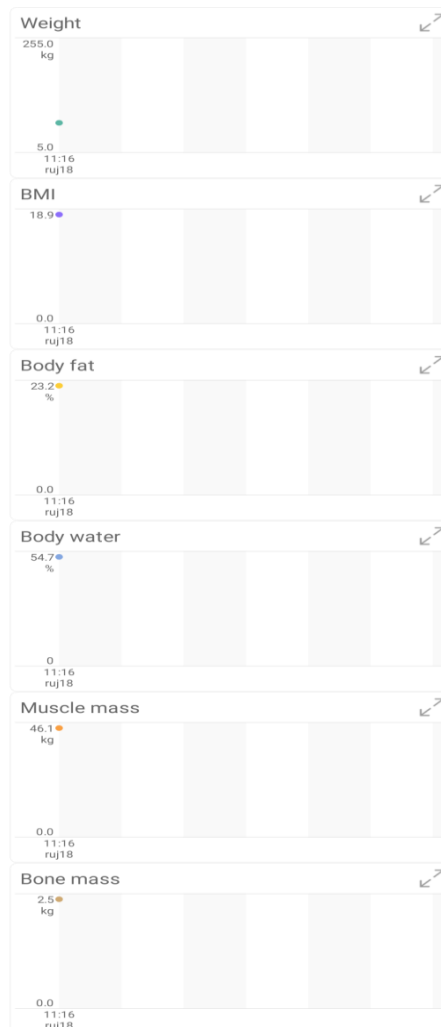 Weight
255.0
kg
5.0
11:16
ruj18
BMI
18.9
0.0
11:16
ruj18
Body fat
23.2
%
0.0
11:16
ruj18
Body water
54.7
%
0
11:16
ruj18
Muscle mass
46.1
kg
0.0
11:16
ruj18
Bone mass
2.5
kg
0.0
11:16
ruj18